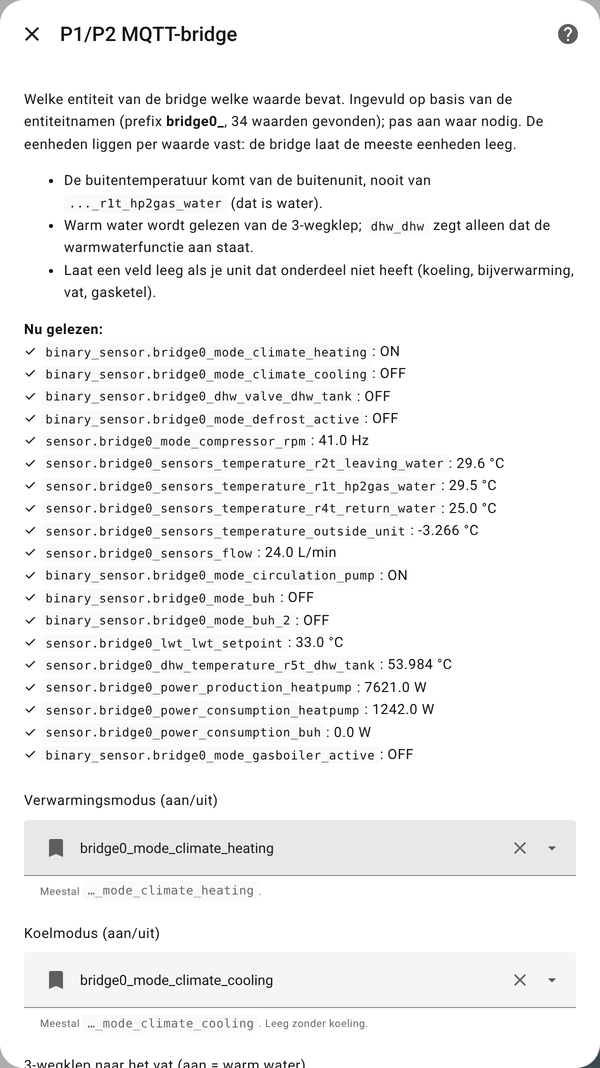 P1/P2 MQTT-bridge
Welke entiteit van de bridge welke waarde bevat. Ingevuld op basis van de
entiteitnamen (prefix bridge0_, 34 waarden gevonden); pas aan waar nodig. De
eenheden liggen per waarde vast: de bridge laat de meeste eenheden leeg.
• De buitentemperatuur komt van de buitenunit, nooit van
..._r1t_hp2gas_water (dat is water).
• Warm water wordt gelezen van de 3-wegklep; dhw_dhw zegt alleen dat de
warmwaterfunctie aan staat.
• Laat een veld leeg als je unit dat onderdeel niet heeft (koeling, bijverwarming,
vat, gasketel).
Nu gelezen:
✓ binary_sensor.bridge0_mode_climate_heating : ON
✓ binary_sensor.bridge0_mode_climate_cooling : OFF
✓ binary_sensor.bridge0_dhw_valve_dhw_tank : OFF
✓ binary_sensor.bridge0_mode_defrost_active : OFF
✓ sensor.bridge0_mode_compressor_rpm : 41.0 Hz
✓ sensor.bridge0_sensors_temperature_r2t_leaving_water : 29.6 °C
✓ sensor.bridge0_sensors_temperature_r1t_hp2gas_water : 29.5 °C
✓ sensor.bridge0_sensors_temperature_r4t_return_water : 25.0 °C
✓ sensor.bridge0_sensors_temperature_outside_unit : -3.266 °C
✓ sensor.bridge0_sensors_flow : 24.0 L/min
✓ binary_sensor.bridge0_mode_circulation_pump : ON
✓ binary_sensor.bridge0_mode_buh : OFF
✓ binary_sensor.bridge0_mode_buh_2 : OFF
✓ sensor.bridge0_lwt_lwt_setpoint : 33.0 °C
✓ sensor.bridge0_dhw_temperature_r5t_dhw_tank : 53.984 °C
✓ sensor.bridge0_power_production_heatpump : 7621.0 W
✓ sensor.bridge0_power_consumption_heatpump : 1242.0 W
✓ sensor.bridge0_power_consumption_buh : 0.0 W
✓ binary_sensor.bridge0_mode_gasboiler_active : OFF
Verwarmingsmodus (aan/uit)
bridge0_mode_climate_heating
Meestal …_mode_climate_heating .
Koelmodus (aan/uit)
bridge0_mode_climate_cooling
Meestal …_mode_climate_cooling . Leeg zonder koeling.
3-wegklep naar het vat (aan = warm water)